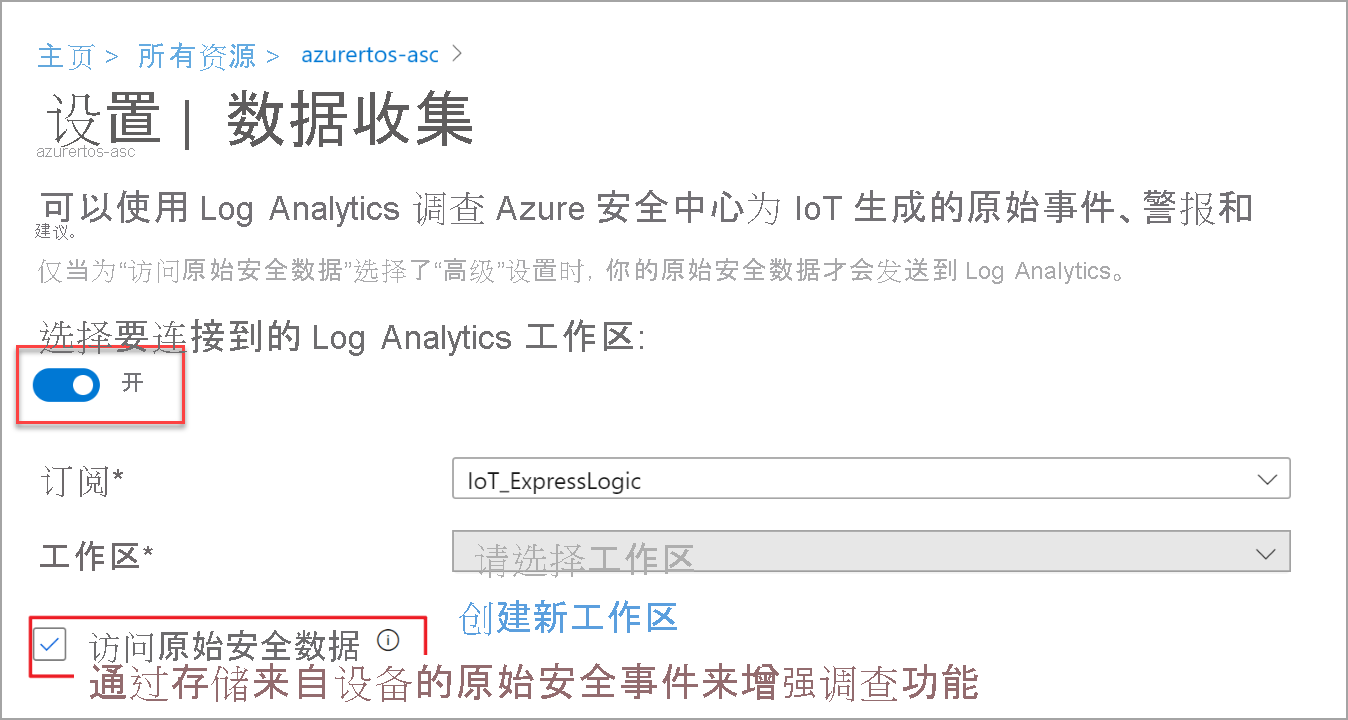 主页 > 所有资源 > azurertos-asc >
设置 | 数据收集
azurertos-asc
可以使用 Log Analytics 调查 Azure 安全中心为 IoT 生成的原始事件、警报和
建议。
仅当为“访问原始安全数据”选择了“高级”设置时, 你的原始安全数据才会发送到 Log Analytics。
选择要连接到的 Log Analytics 工作区:
开
订阅* IoT_ExpressLogic
工作区* 请选择工作区
创建新工作区
访问原始安全数据
通过存储来自设备的原始安全事件来增强调查功能